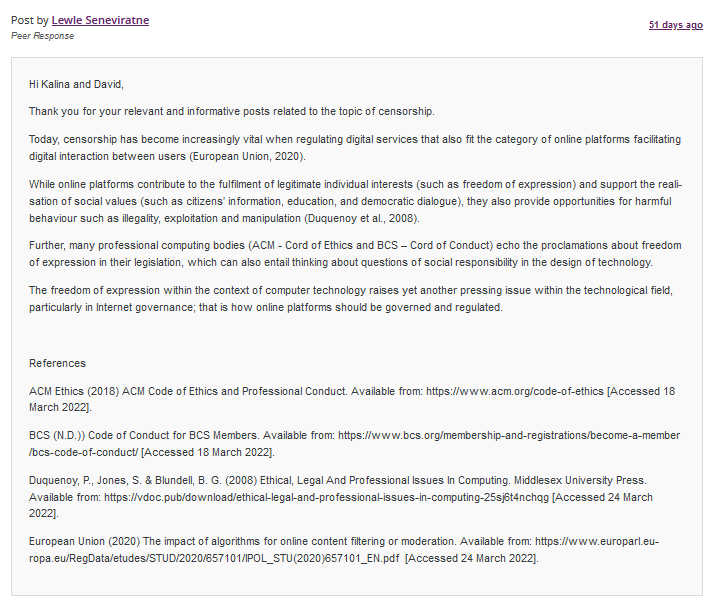 Post by Lewle Seneviratne
51 days ago
Peer Response
Hi Kalina and David,
Thank you for your relevant and informative posts related to the topic of censorship.
Today, censorship has become increasingly vital when regulating digital services that also fit the category of online platforms facilitating
digital interaction between users (European Union, 2020).
While online platforms contribute to the fulfilment of legitimate individual interests (such as freedom of expression) and support the reali-
sation of social values (such as citizens' information, education, and democratic dialogue), they also provide opportunities for harmful
behaviour such as illegality, exploitation and manipulation (Duquenoy et al., 2008).
Further, many professional computing bodies (ACM - Cord of Ethics and BCS – Cord of Conduct) echo the proclamations about freedom
of expression in their legislation, which can also entail thinking about questions of social responsibility in the design of technology.
The freedom of expression within the context of computer technology raises yet another pressing issue within the technological field,
particularly in Internet governance; that is how online platforms should be governed and regulated.
References
ACM Ethics (2018) ACM Code of Ethics and Professional Conduct. Available from: https://www.acm.org/code-of-ethics [Accessed 18
March 2022].
BCS (N.D.)) Code of Conduct for BCS Members. Available from: https://www.bcs.org/membership-and-registrations/become-a-member
/bcs-code-of-conduct/ [Accessed 18 March 2022].
Duquenoy, P., Jones, S. & Blundell, B. G. (2008) Ethical, Legal And Professional Issues In Computing. Middlesex University Press.
Available from: https://vdoc.pub/download/ethical-legal-and-professional-issues-in-computing-25sj6t4nchqg [Accessed 24 March
2022].
European Union (2020) The impact of algorithms for online content filtering or moderation. Available from: https://www.europarl.eu-
ropa.eu/RegData/etudes/STUD/2020/657101/IPOL_STU(2020)657101_EN.pdf [Accessed 24 March 2022].